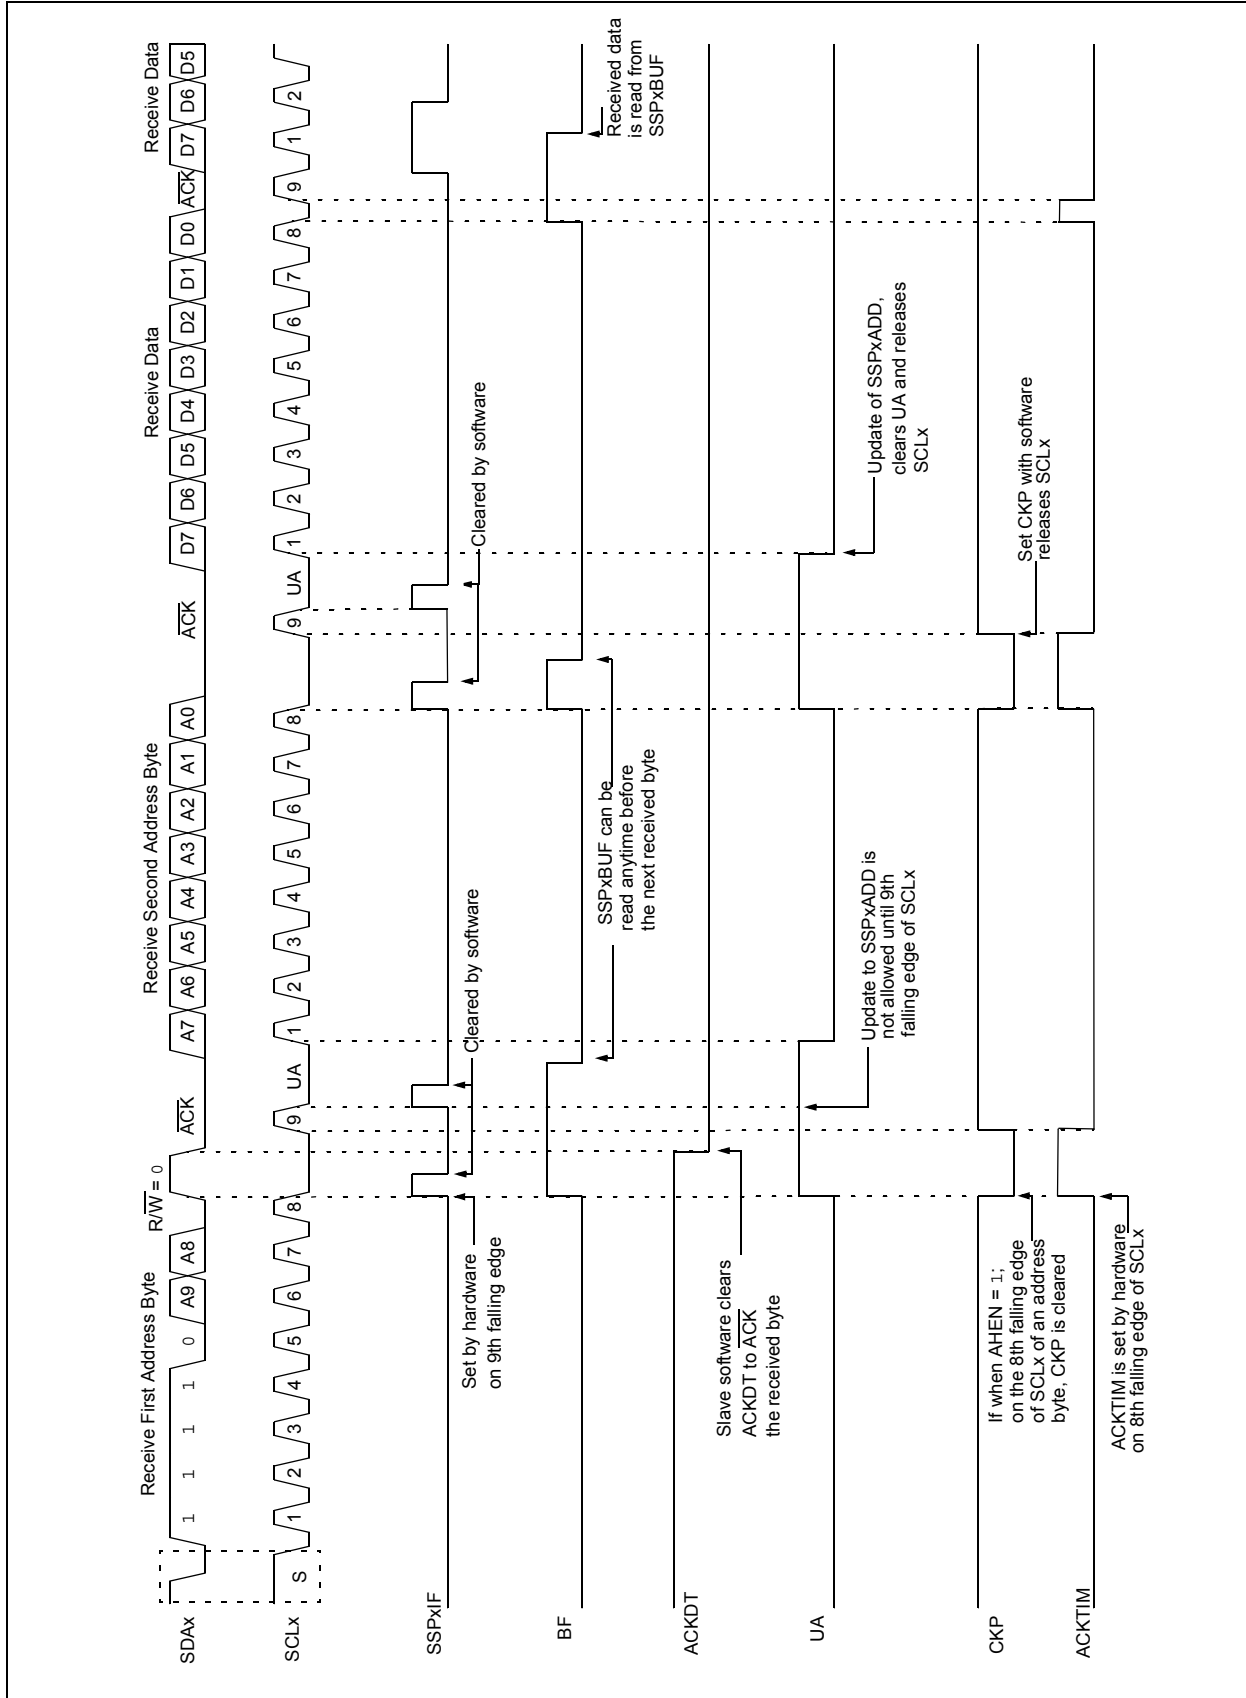 Receive First Address Byte
R/W = 0
Receive Second Address Byte
Receive Data
Receive Data
SDAx
1 1 1 1 0 A9 A8 ACK A7 A6 A5 A4 A3 A2 A1 A0 ACK D7 D6 D5 D4 D3 D2 D1 D0 ACK D7 D6 D5
SCLx
S 1 2 3 4 5 6 7 8 9 UA 1 2 3 4 5 6 7 8 9 UA 1 2 3 4 5 6 7 8 9 1 2
SSPxIF
Set by hardware
on 9th falling edge
Cleared by software
Cleared by software
BF
SSPxBUF can be
read anytime before
the next received byte
Received data
is read from
SSPxBUF
ACKDT
Slave software clears
ACKDT to ACK
the received byte
UA
Update to SSPxADD is
not allowed until 9th
falling edge of SCLx
Update of SSPxADD,
clears UA and releases
SCLx
CKP
If when AHEN = 1;
on the 8th falling edge
of SCLx of an address
byte, CKP is cleared
Set CKP with software
releases SCLx
ACKTIM
ACKTIM is set by hardware
on 8th falling edge of SCLx